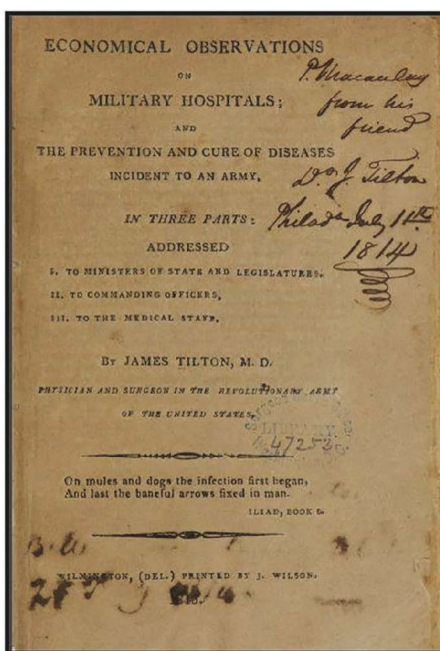 ECONOMICAL OBSERVATIONS
ON
MILITARY HOSPITALS;
AND
THE PREVENTION AND CURE OF DISEASES
INCIDENT TO AN ARMY.
IN THREE PARTS:
ADDRESSED
I. TO MINISTERS OF STATE AND LEGISLATURES.
II. TO COMMANDING OFFICERS.
III. TO THE MEDICAL STAFF.
BY JAMES TILTON, M. D.
PHYSICIAN AND SURGEON IN THE REVOLUTIONARY ARMY
OF THE UNITED STATES.
P. Macaulay
from his
friend
Dr. J. Tilton
Philada July 11th
1814
LIBRARY
47253
On mules and dogs the infection first began,
And last the baneful arrows fixed in man.
ILIAD, BOOK I.
WILMINGTON, (DEL.) PRINTED BY J. WILSON.